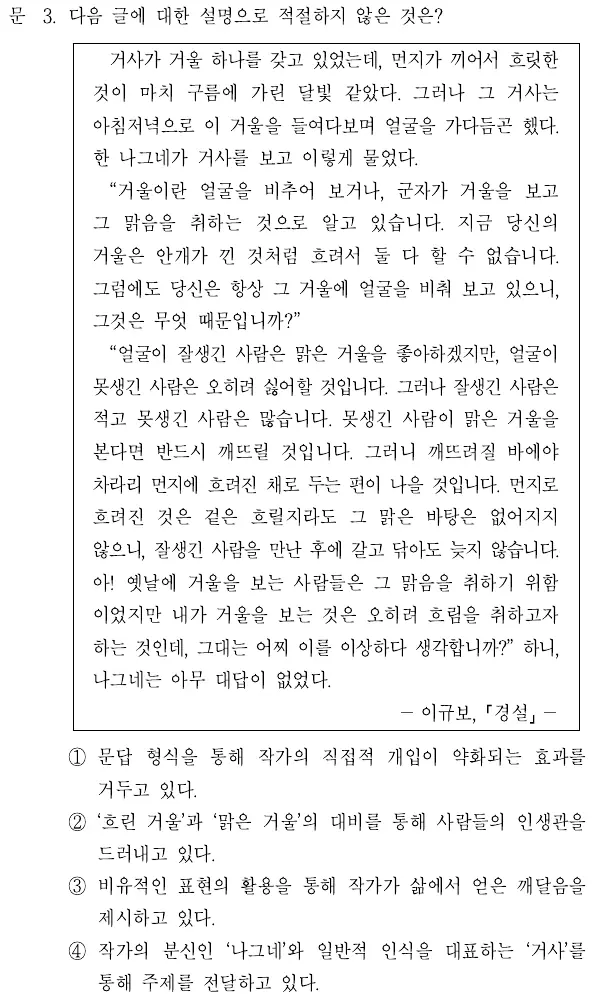 문 3. 다음 글에 대한 설명으로 적절하지 않은 것은?
거사가 거울 하나를 갖고 있었는데, 먼지가 끼어서 흐릿한
것이 마치 구름에 가린 달빛 같았다. 그러나 그 거사는
아침저녁으로 이 거울을 들여다보며 얼굴을 가다듬곤 했다.
한 나그네가 거사를 보고 이렇게 물었다.
“거울이란 얼굴을 비추어 보거나, 군자가 거울을 보고
그 맑음을 취하는 것으로 알고 있습니다. 지금 당신의
거울은 안개가 낀 것처럼 흐려서 둘 다 할 수 없습니다.
그럼에도 당신은 항상 그 거울에 얼굴을 비춰 보고 있으니,
그것은 무엇 때문입니까?”
“얼굴이 잘생긴 사람은 맑은 거울을 좋아하겠지만, 얼굴이
못생긴 사람은 오히려 싫어할 것입니다. 그러나 잘생긴 사람은
적고 못생긴 사람은 많습니다. 못생긴 사람이 맑은 거울을
본다면 반드시 깨뜨릴 것입니다. 그러니 깨뜨려질 바에야
차라리 먼지에 흐려진 채로 두는 편이 나을 것입니다. 먼지로
흐려진 것은 겉은 흐릴지라도 그 맑은 바탕은 없어지지
않으니, 잘생긴 사람을 만난 후에 갈고 닦아도 늦지 않습니다.
아! 옛날에 거울을 보는 사람들은 그 맑음을 취하기 위함
이었지만 내가 거울을 보는 것은 오히려 흐림을 취하고자
하는 것인데, 그대는 어찌 이를 이상하다 생각합니까?” 하니,
나그네는 아무 대답이 없었다.
－ 이규보, 「경설」 －
① 문답 형식을 통해 작가의 직접적 개입이 약화되는 효과를
거두고 있다.
② ‘흐린 거울’과 ‘맑은 거울’의 대비를 통해 사람들의 인생관을
드러내고 있다.
③ 비유적인 표현의 활용을 통해 작가가 삶에서 얻은 깨달음을
제시하고 있다.
④ 작가의 분신인 ‘나그네’와 일반적 인식을 대표하는 ‘거사’를
통해 주제를 전달하고 있다.